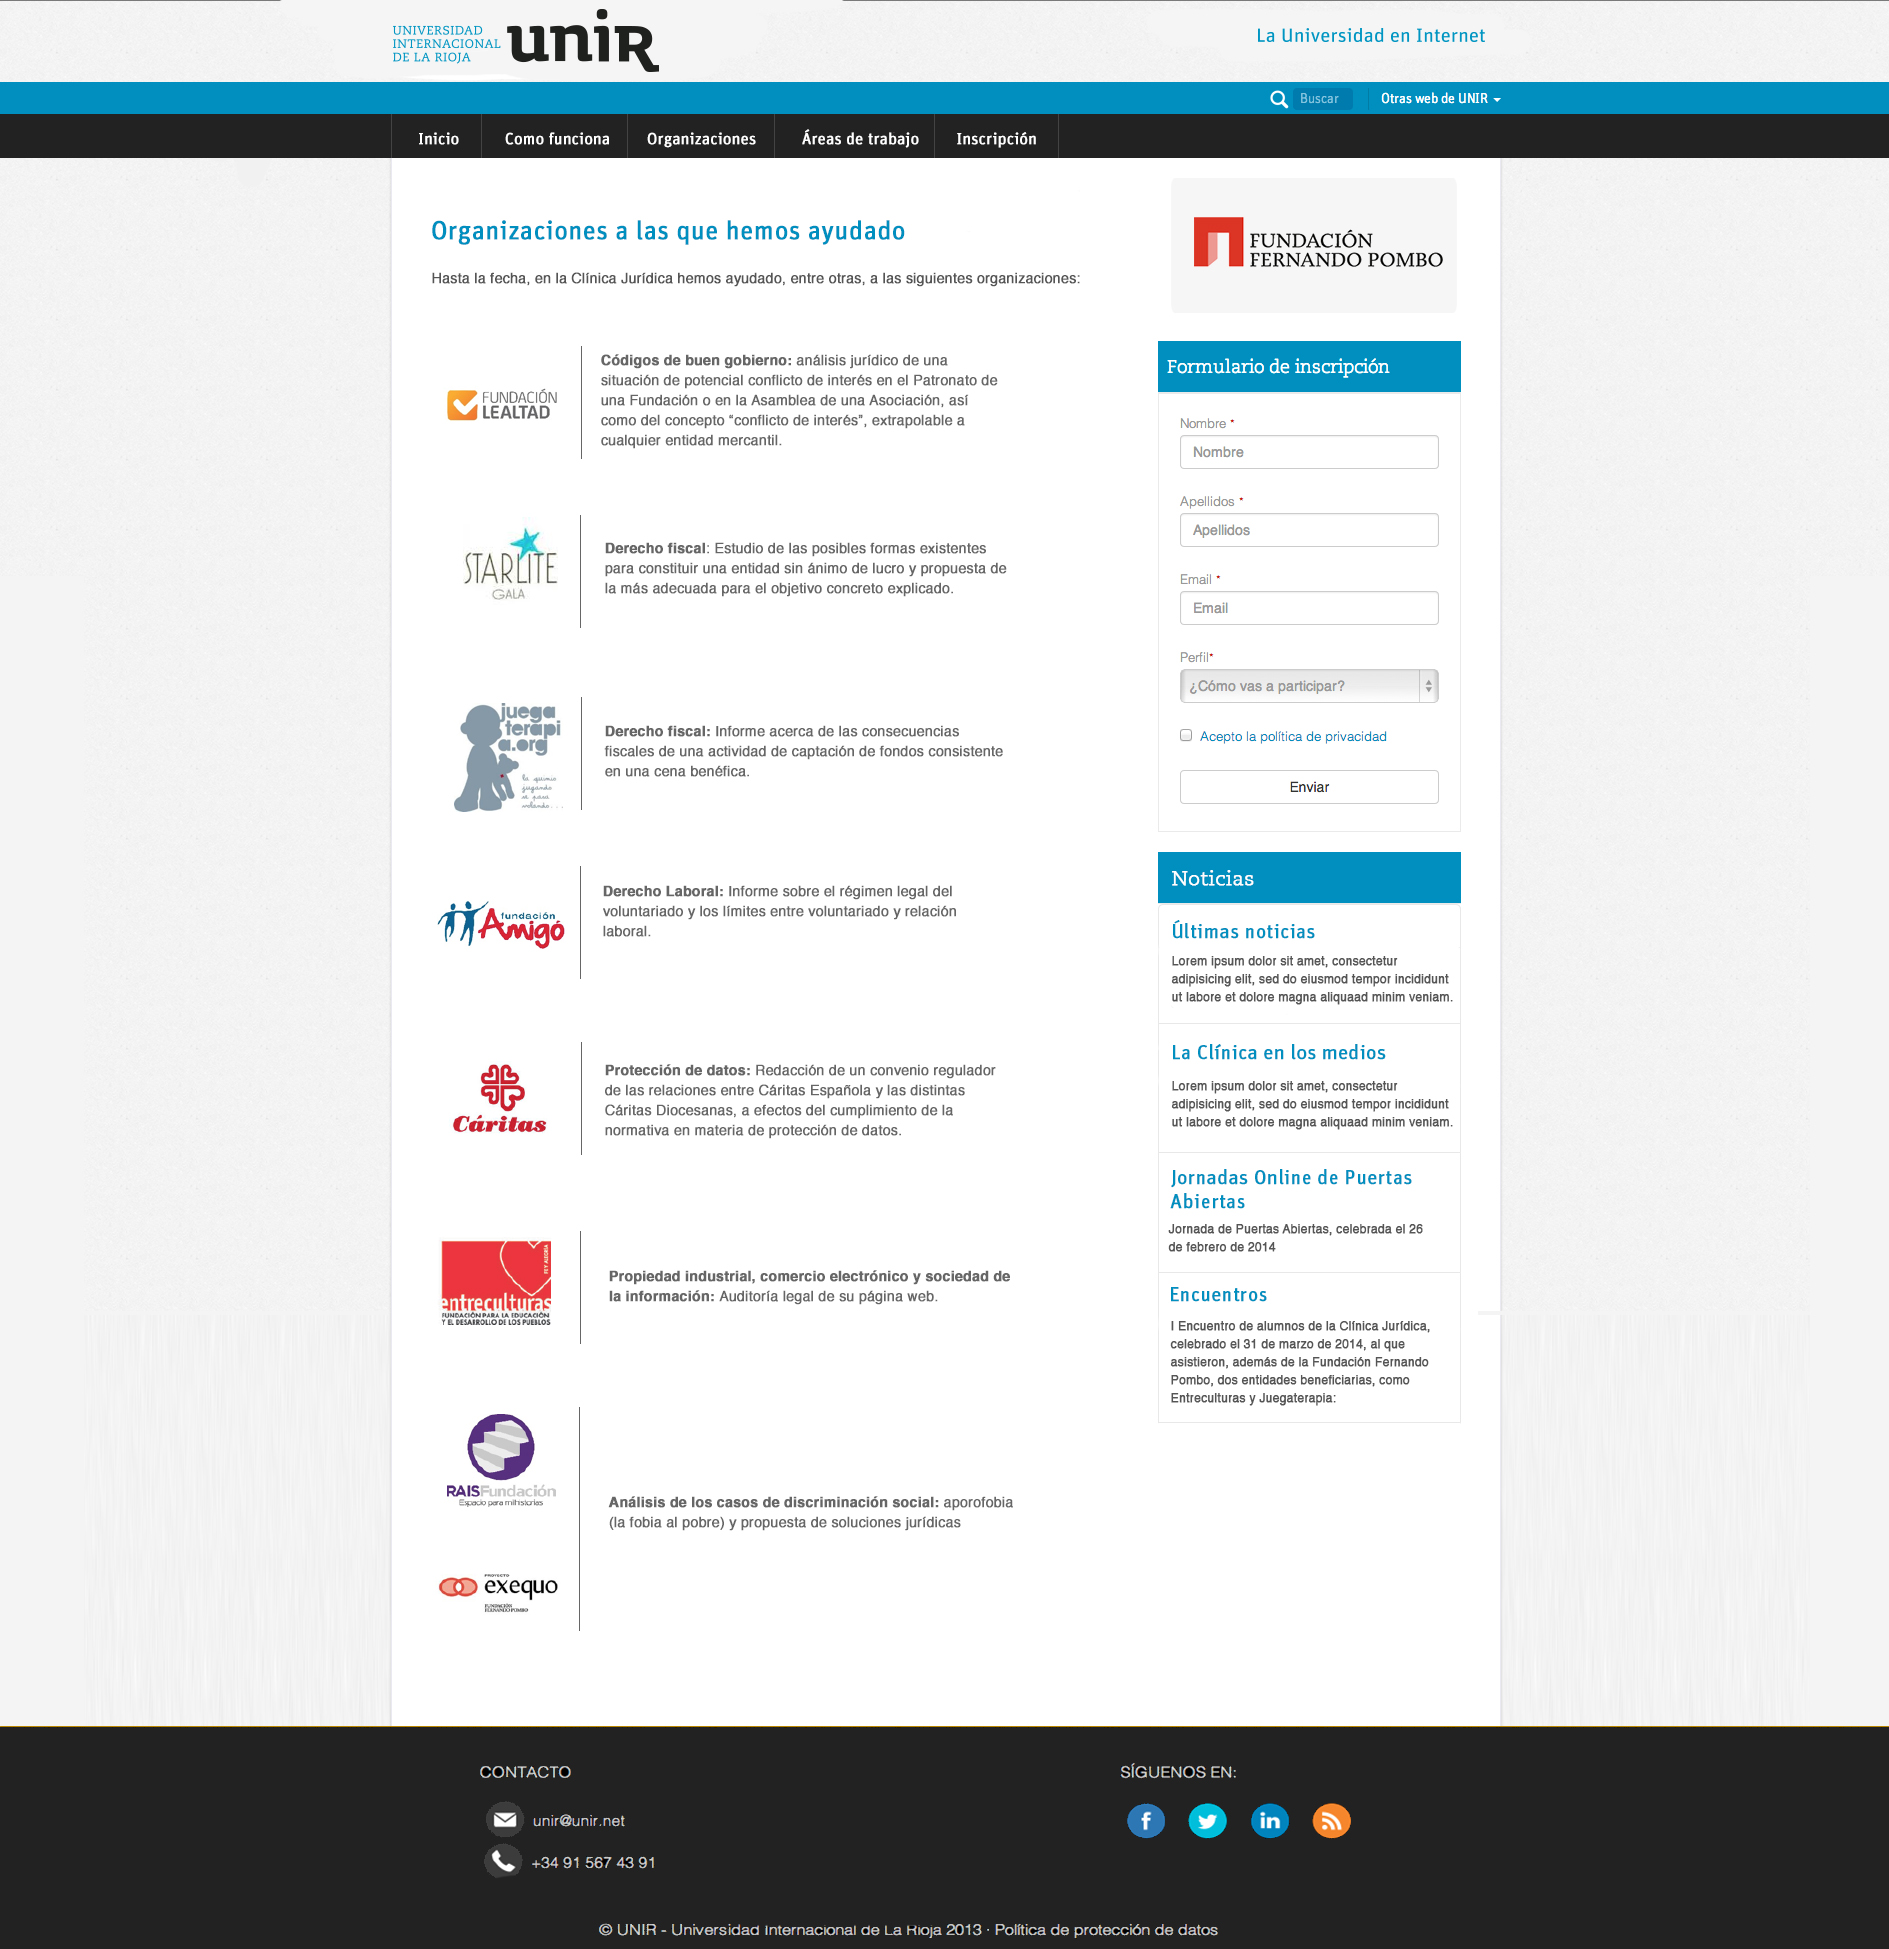 UNIVERSIDAD
INTERNACIONAL
DE LA RIOJA
uniR
La Universidad en Internet
Buscar
Otras web de UNIR
Inicio
Como funciona
Organizaciones
Áreas de trabajo
Inscripción
Organizaciones a las que hemos ayudado
Hasta la fecha, en la Clínica Jurídica hemos ayudado, entre otras, a las siguientes organizaciones:
FUNDACIÓN
LEALTAD
Códigos de buen gobierno: análisis jurídico de una
situación de potencial conflicto de interés en el Patronato de
una Fundación o en la Asamblea de una Asociación, así
como del concepto “conflicto de interés”, extrapolable a
cualquier entidad mercantil.
STARLITE
GALA
Derecho fiscal: Estudio de las posibles formas existentes
para constituir una entidad sin ánimo de lucro y propuesta de
la más adecuada para el objetivo concreto explicado.
juega
terapi
a.org
la quimio
jugando
se pasa
volando...
Derecho fiscal: Informe acerca de las consecuencias
fiscales de una actividad de captación de fondos consistente
en una cena benéfica.
fundación
Amigó
Derecho Laboral: Informe sobre el régimen legal del
voluntariado y los límites entre voluntariado y relación
laboral.
Cáritas
Protección de datos: Redacción de un convenio regulador
de las relaciones entre Cáritas Española y las distintas
Cáritas Diocesanas, a efectos del cumplimiento de la
normativa en materia de protección de datos.
FE Y ALEGRÍA
entreculturas
FUNDACIÓN PARA LA EDUCACIÓN
Y EL DESARROLLO DE LOS PUEBLOS
Propiedad industrial, comercio electrónico y sociedad de
la información: Auditoría legal de su página web.
RAISFundación
Espacio para mil historias
PROYECTO
exequo
FUNDACIÓN
FERNANDO POMBO
Análisis de los casos de discriminación social: aporofobia
(la fobia al pobre) y propuesta de soluciones jurídicas
FUNDACIÓN
FERNANDO POMBO
Formulario de inscripción
Nombre *
Nombre
Apellidos *
Apellidos
Email *
Email
Perfil*
¿Cómo vas a participar?
Acepto la política de privacidad
Enviar
Noticias
Últimas noticias
Lorem ipsum dolor sit amet, consectetur
adipisicing elit, sed do eiusmod tempor incididunt
ut labore et dolore magna aliquaad minim veniam.
La Clínica en los medios
Lorem ipsum dolor sit amet, consectetur
adipisicing elit, sed do eiusmod tempor incididunt
ut labore et dolore magna aliquaad minim veniam.
Jornadas Online de Puertas
Abiertas
Jornada de Puertas Abiertas, celebrada el 26
de febrero de 2014
Encuentros
I Encuentro de alumnos de la Clínica Jurídica,
celebrado el 31 de marzo de 2014, al que
asistieron, además de la Fundación Fernando
Pombo, dos entidades beneficiarias, como
Entreculturas y Juegaterapia:
CONTACTO
unir@unir.net
+34 91 567 43 91
SÍGUENOS EN:
© UNIR - Universidad Internacional de La Rioja 2013 · Política de protección de datos